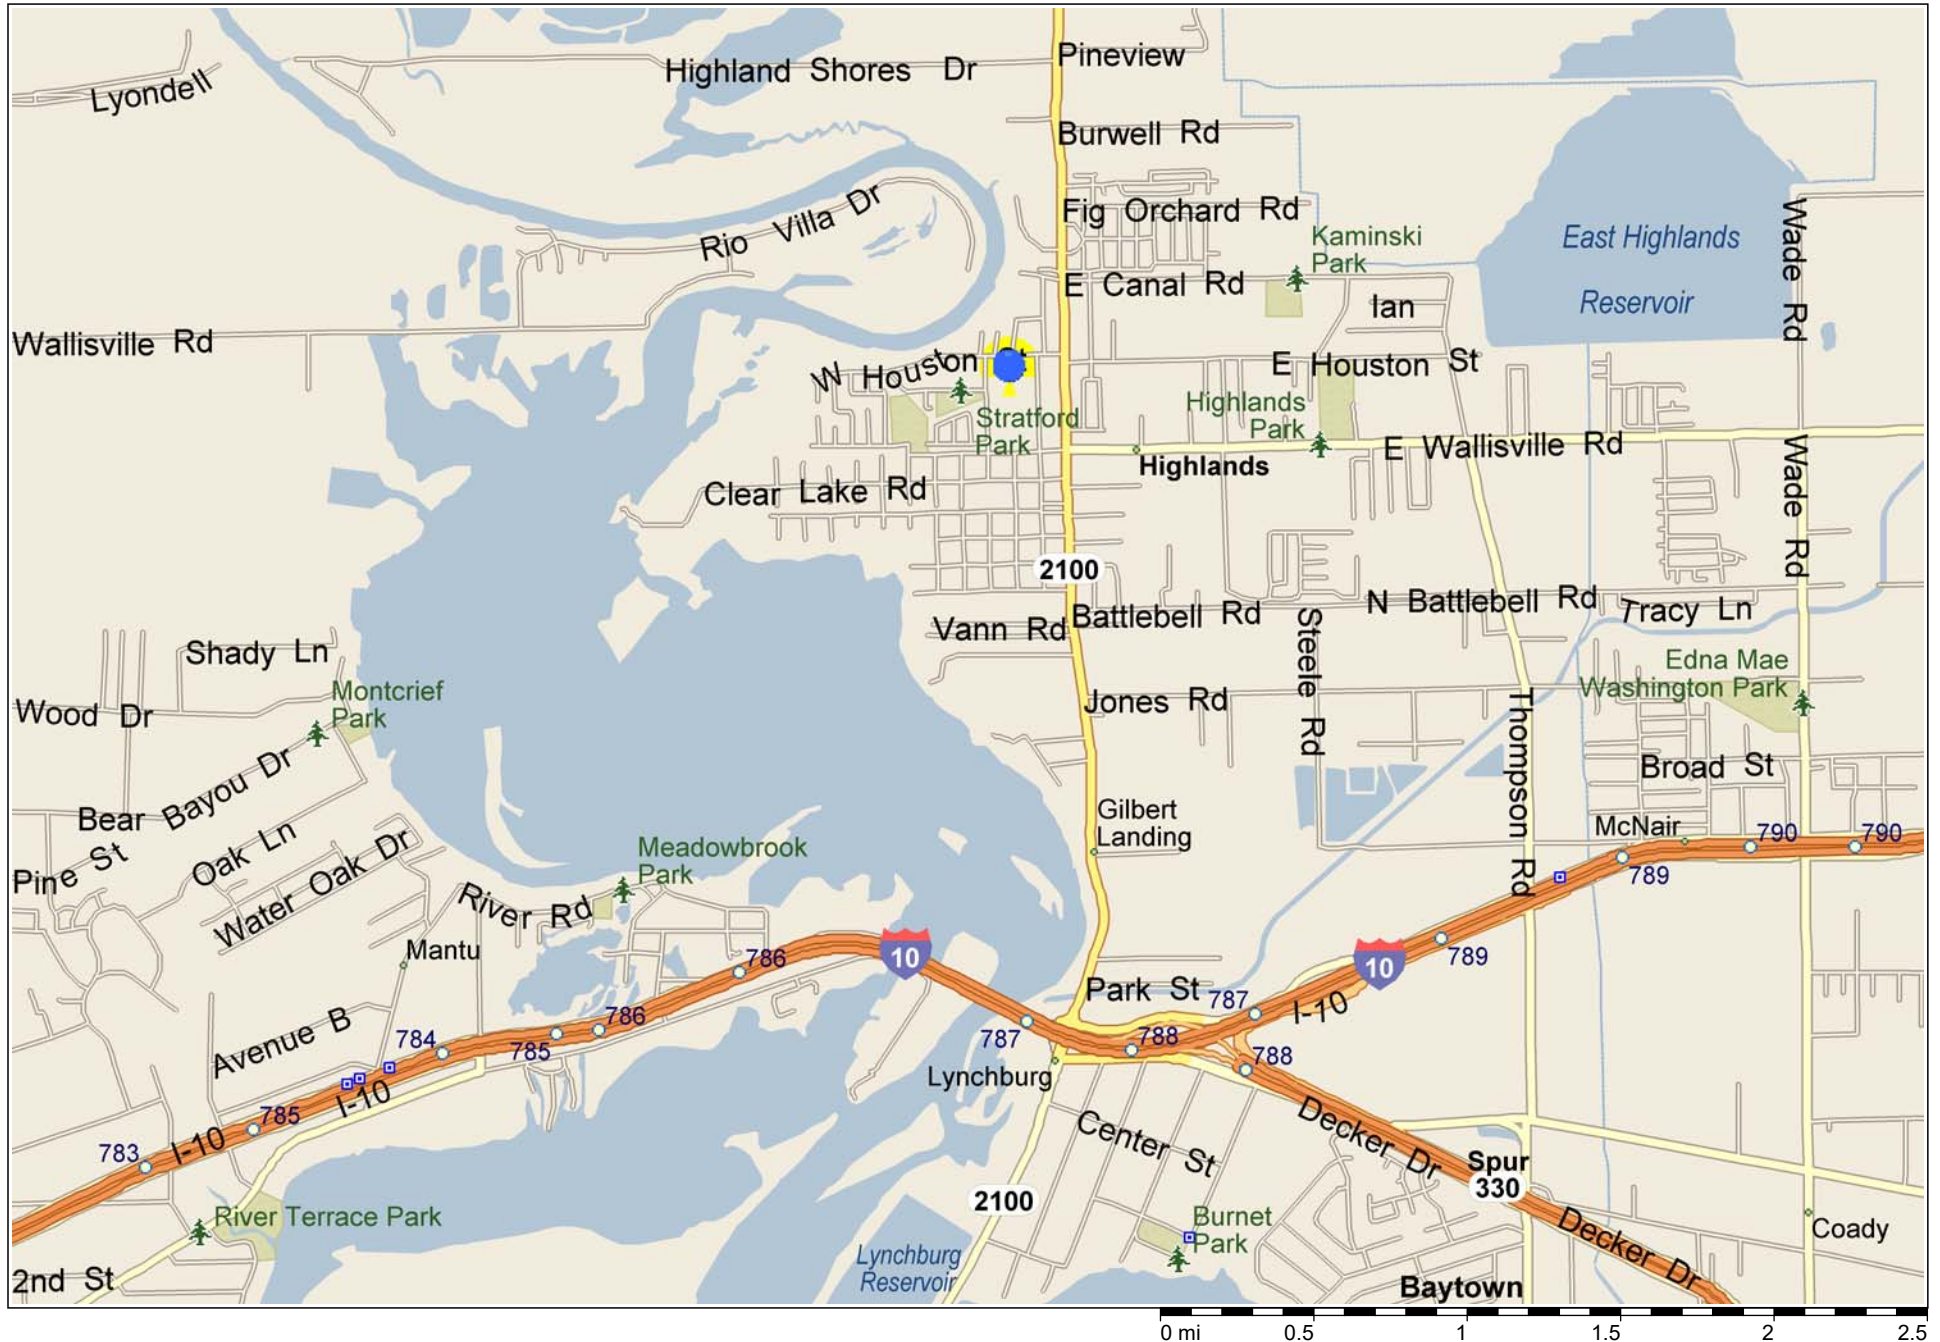 Lyondell
Highland Shores Dr
Pineview
Burwell Rd
Rio Villa Dr
Fig Orchard Rd
Kaminski
Park
East Highlands
Reservoir
Wade Rd
E Canal Rd
Ian
Wallisville Rd
W Houston St
E Houston St
Stratford
Park
Highlands
Park
E Wallisville Rd
Highlands
Wade Rd
Clear Lake Rd
2100
Vann Rd
Battlebell Rd
N Battlebell Rd
Tracy Ln
Steele Rd
Shady Ln
Edna Mae
Washington Park
Montcrief
Park
Wood Dr
Jones Rd
Thompson Rd
Bear Bayou Dr
Broad St
Gilbert
Landing
McNair
790
790
Oak Ln
Pine St
Water Oak Dr
Meadowbrook
Park
789
River Rd
Mantu
786
10
10
789
Park St
787
I-10
Avenue B
784
786
785
787
788
788
Lynchburg
I-10
785
783
I-10
Center St
Decker Dr
Spur
330
2100
River Terrace Park
Burnet
Park
Decker Dr
Coady
Lynchburg
Reservoir
2nd St
Baytown
0 mi 0.5 1 1.5 2 2.5